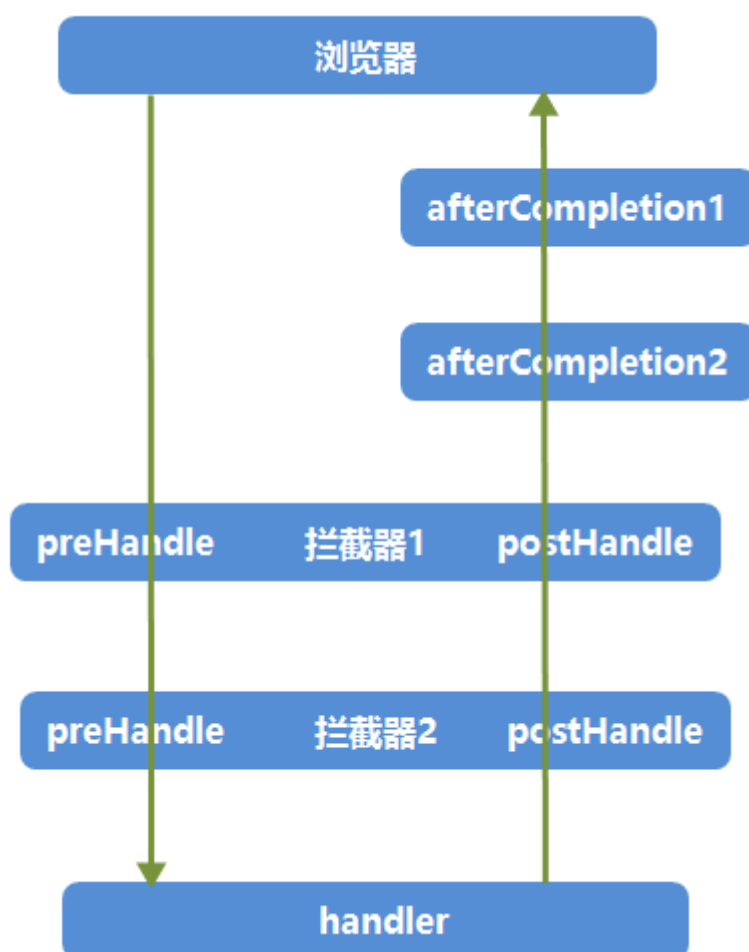 浏览器
afterCompletion1
afterCompletion2
preHandle 拦截器1 postHandle
preHandle 拦截器2 postHandle
handler